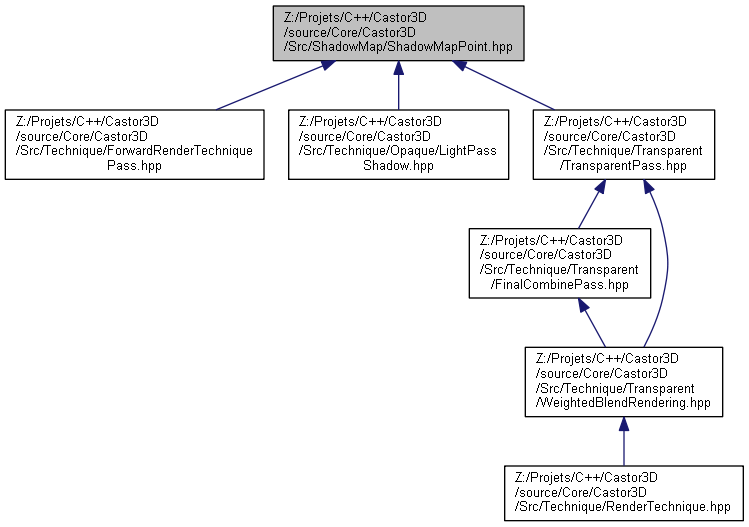 Z:/Projets/C++/Castor3D
/source/Core/Castor3D
/Src/ShadowMap/ShadowMapPoint.hpp
Z:/Projets/C++/Castor3D
/source/Core/Castor3D
/Src/Technique/ForwardRenderTechnique
Pass.hpp
Z:/Projets/C++/Castor3D
/source/Core/Castor3D
/Src/Technique/Opaque/LightPass
Shadow.hpp
Z:/Projets/C++/Castor3D
/source/Core/Castor3D
/Src/Technique/Transparent
/TransparentPass.hpp
Z:/Projets/C++/Castor3D
/source/Core/Castor3D
/Src/Technique/Transparent
/FinalCombinePass.hpp
Z:/Projets/C++/Castor3D
/source/Core/Castor3D
/Src/Technique/Transparent
/WeightedBlendRendering.hpp
Z:/Projets/C++/Castor3D
/source/Core/Castor3D
/Src/Technique/RenderTechnique.hpp